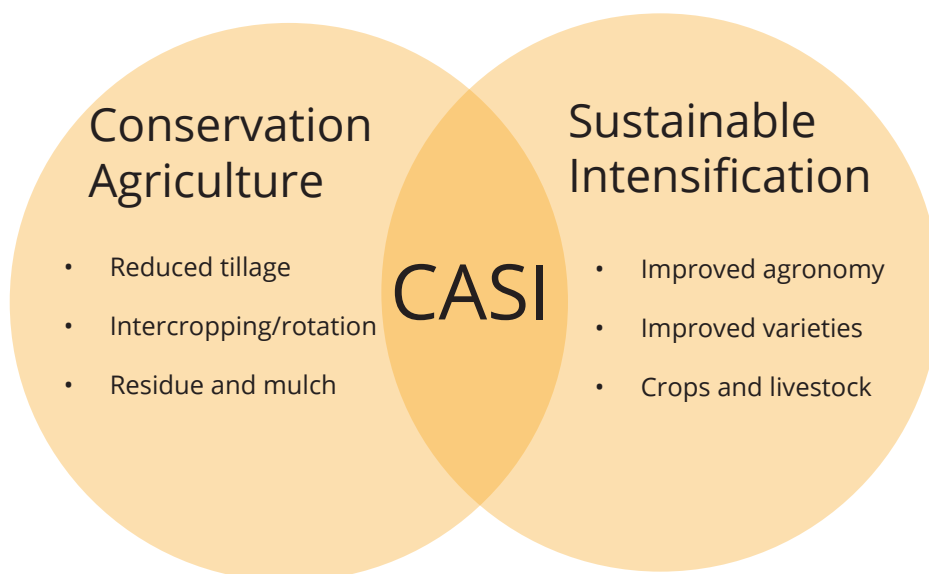 Conservation
Agriculture
• Reduced tillage
• Intercropping/rotation
• Residue and mulch
CASI
Sustainable
Intensification
• Improved agronomy
• Improved varieties
• Crops and livestock